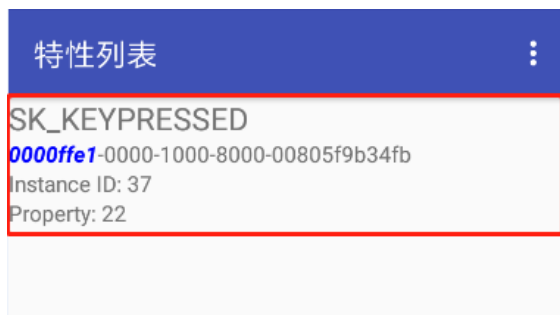 特性列表
SK_KEYPRESSED
0000ffe1-0000-1000-8000-00805f9b34fb
Instance ID: 37
Property: 22